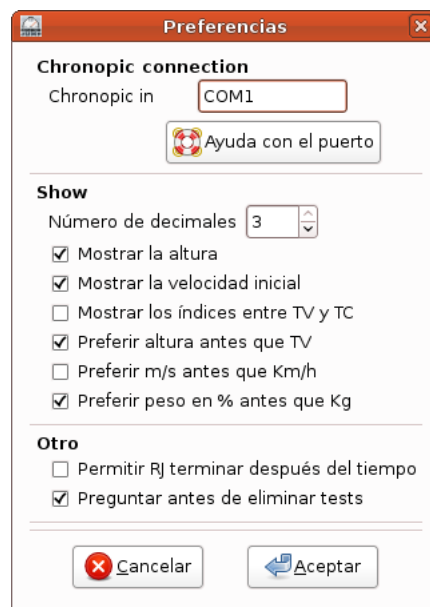 Preferencias
Chronopic connection
Chronopic in COM1
Ayuda con el puerto
Show
Número de decimales 3
Mostrar la altura
Mostrar la velocidad inicial
Mostrar los índices entre TV y TC
Preferir altura antes que TV
Preferir m/s antes que Km/h
Preferir peso en % antes que Kg
Otro
Permitir RJ terminar después del tiempo
Preguntar antes de eliminar tests
Cancelar Aceptar